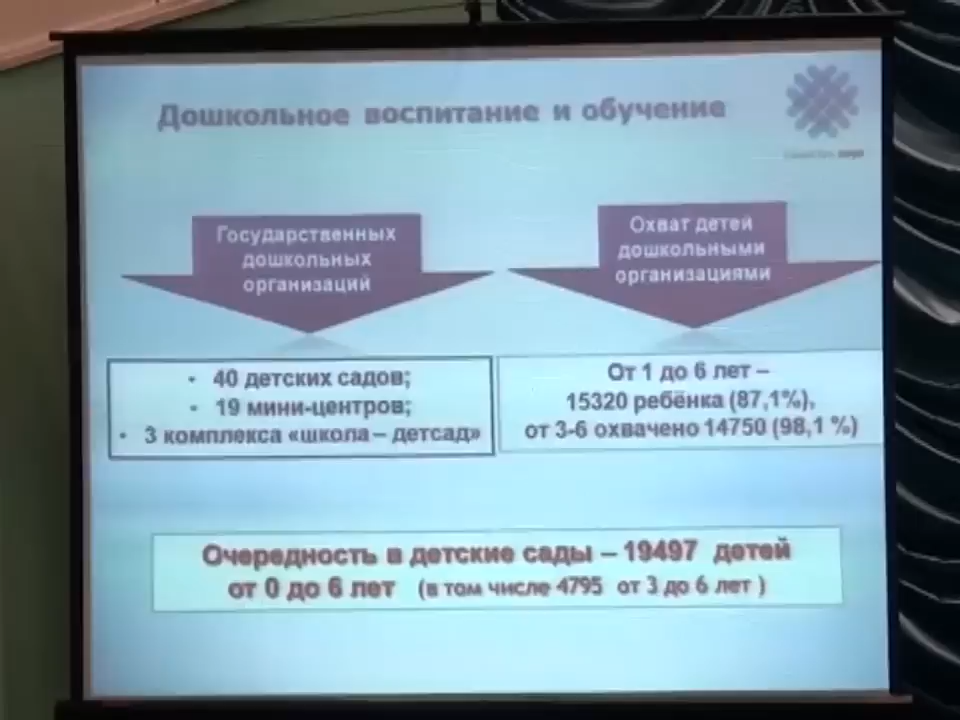 Дошкольное воспитание и обучение
Государственных
дошкольных
организаций
Охват детей
дошкольными
организациями
• 40 детских садов;
• 19 мини-центров;
• 3 комплекса «школа – детсад»
От 1 до 6 лет –
15320 ребёнка (87,1%),
от 3-6 охвачено 14750 (98,1 %)
Очередность в детские сады – 19497 детей
от 0 до 6 лет (в том числе 4795 от 3 до 6 лет )